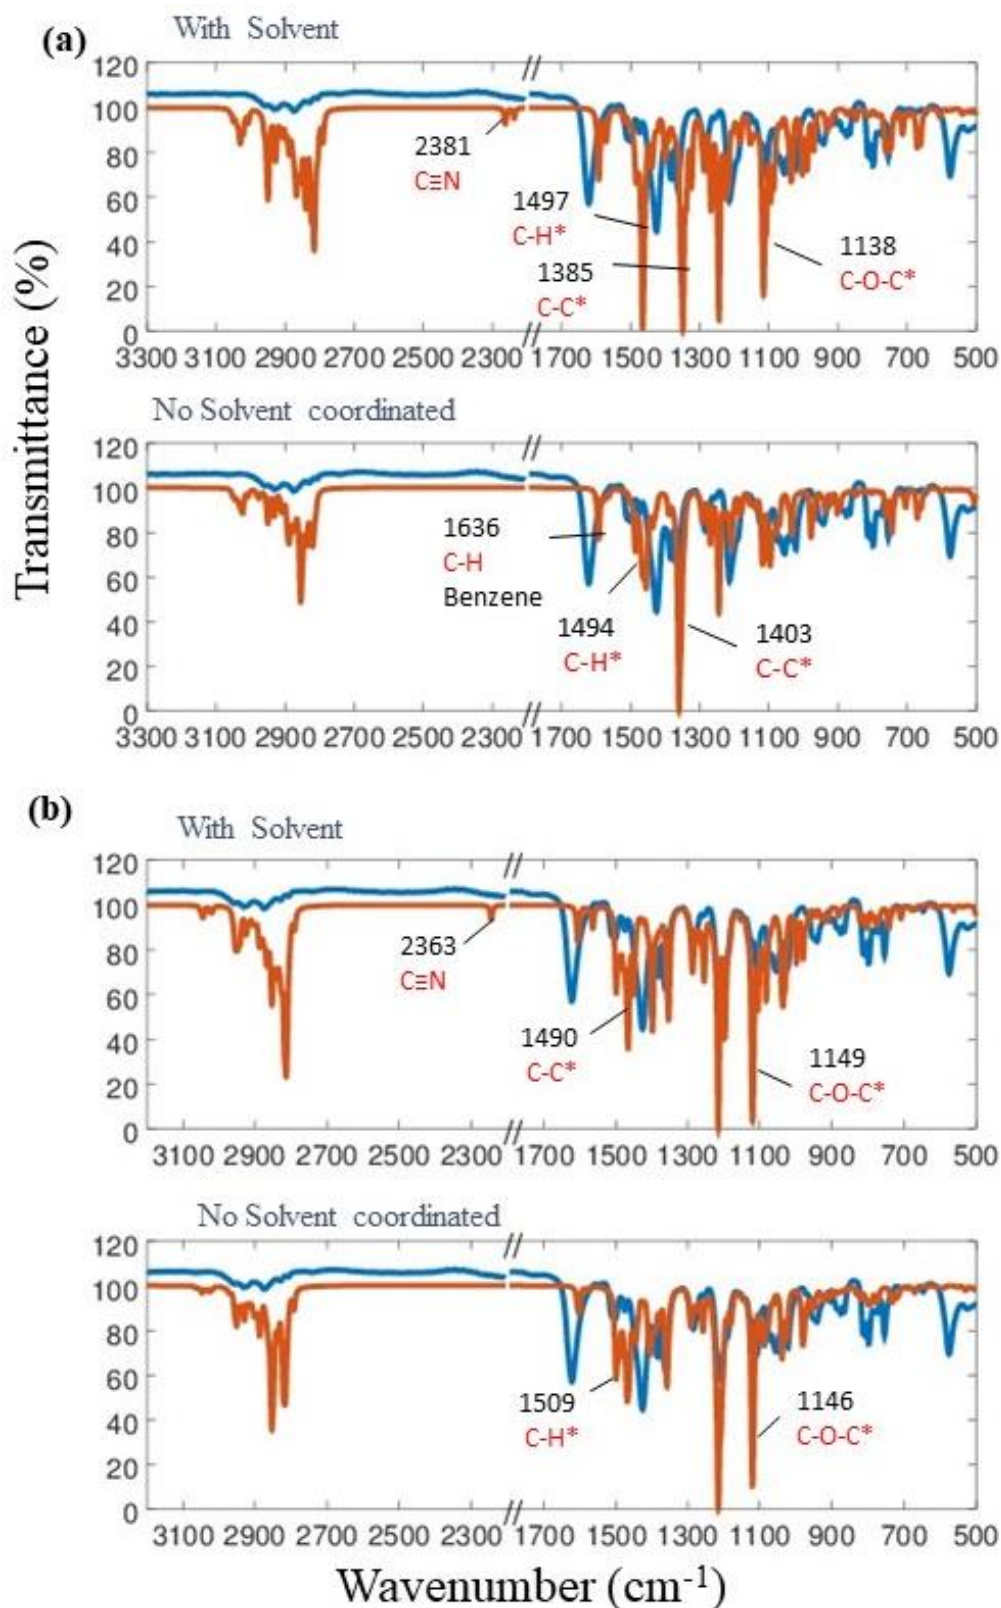 (a)
With Solvent
120
100
80
60
40
20
0
2381
C≡N
1497
C-H*
1385
C-C*
1138
C-O-C*
3300 3100 2900 2700 2500 2300 1700 1500 1300 1100 900 700 500
No Solvent coordinated
120
100
80
60
40
20
0
1636
C-H
Benzene
1494
C-H*
1403
C-C*
3300 3100 2900 2700 2500 2300 1700 1500 1300 1100 900 700 500
Transmittance (%)
(b)
With Solvent
120
100
80
60
40
20
0
2363
C≡N
1490
C-C*
1149
C-O-C*
3100 2900 2700 2500 2300 1700 1500 1300 1100 900 700 500
No Solvent coordinated
120
100
80
60
40
20
0
1509
C-H*
1146
C-O-C*
3100 2900 2700 2500 2300 1700 1500 1300 1100 900 700 500
Wavenumber (cm⁻¹)